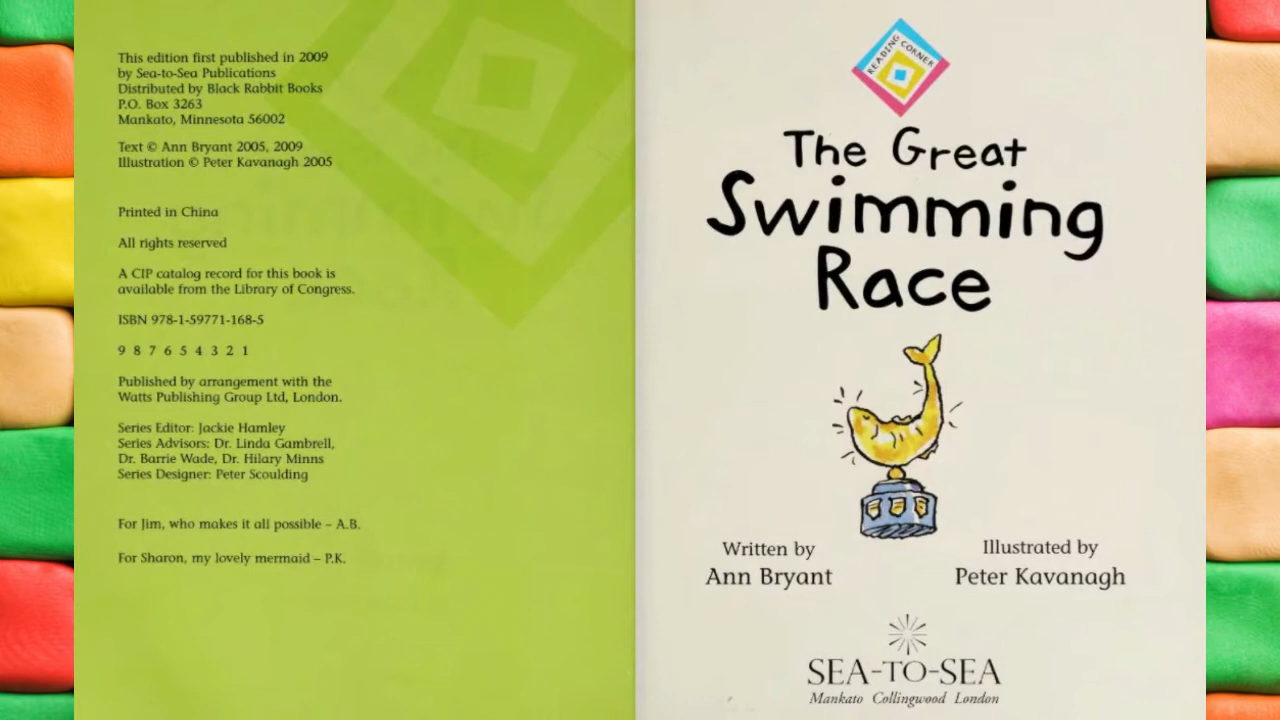 This edition first published in 2009
by Sea-to-Sea Publications
Distributed by Black Rabbit Books
P.O. Box 3263
Mankato, Minnesota 56002
Text © Ann Bryant 2005, 2009
Illustration © Peter Kavanagh 2005
Printed in China
All rights reserved
A CIP catalog record for this book is
available from the Library of Congress.
ISBN 978-1-59771-168-5
9 8 7 6 5 4 3 2 1
Published by arrangement with the
Watts Publishing Group Ltd, London.
Series Editor: Jackie Hamley
Series Advisors: Dr. Linda Gambrell,
Dr. Barrie Wade, Dr. Hilary Minns
Series Designer: Peter Scoulding
For Jim, who makes it all possible – A.B.
For Sharon, my lovely mermaid – P.K.
READING CORNER
The Great
Swimming
Race
Written by
Ann Bryant
Illustrated by
Peter Kavanagh
SEA-TO-SEA
Mankato Collingwood London